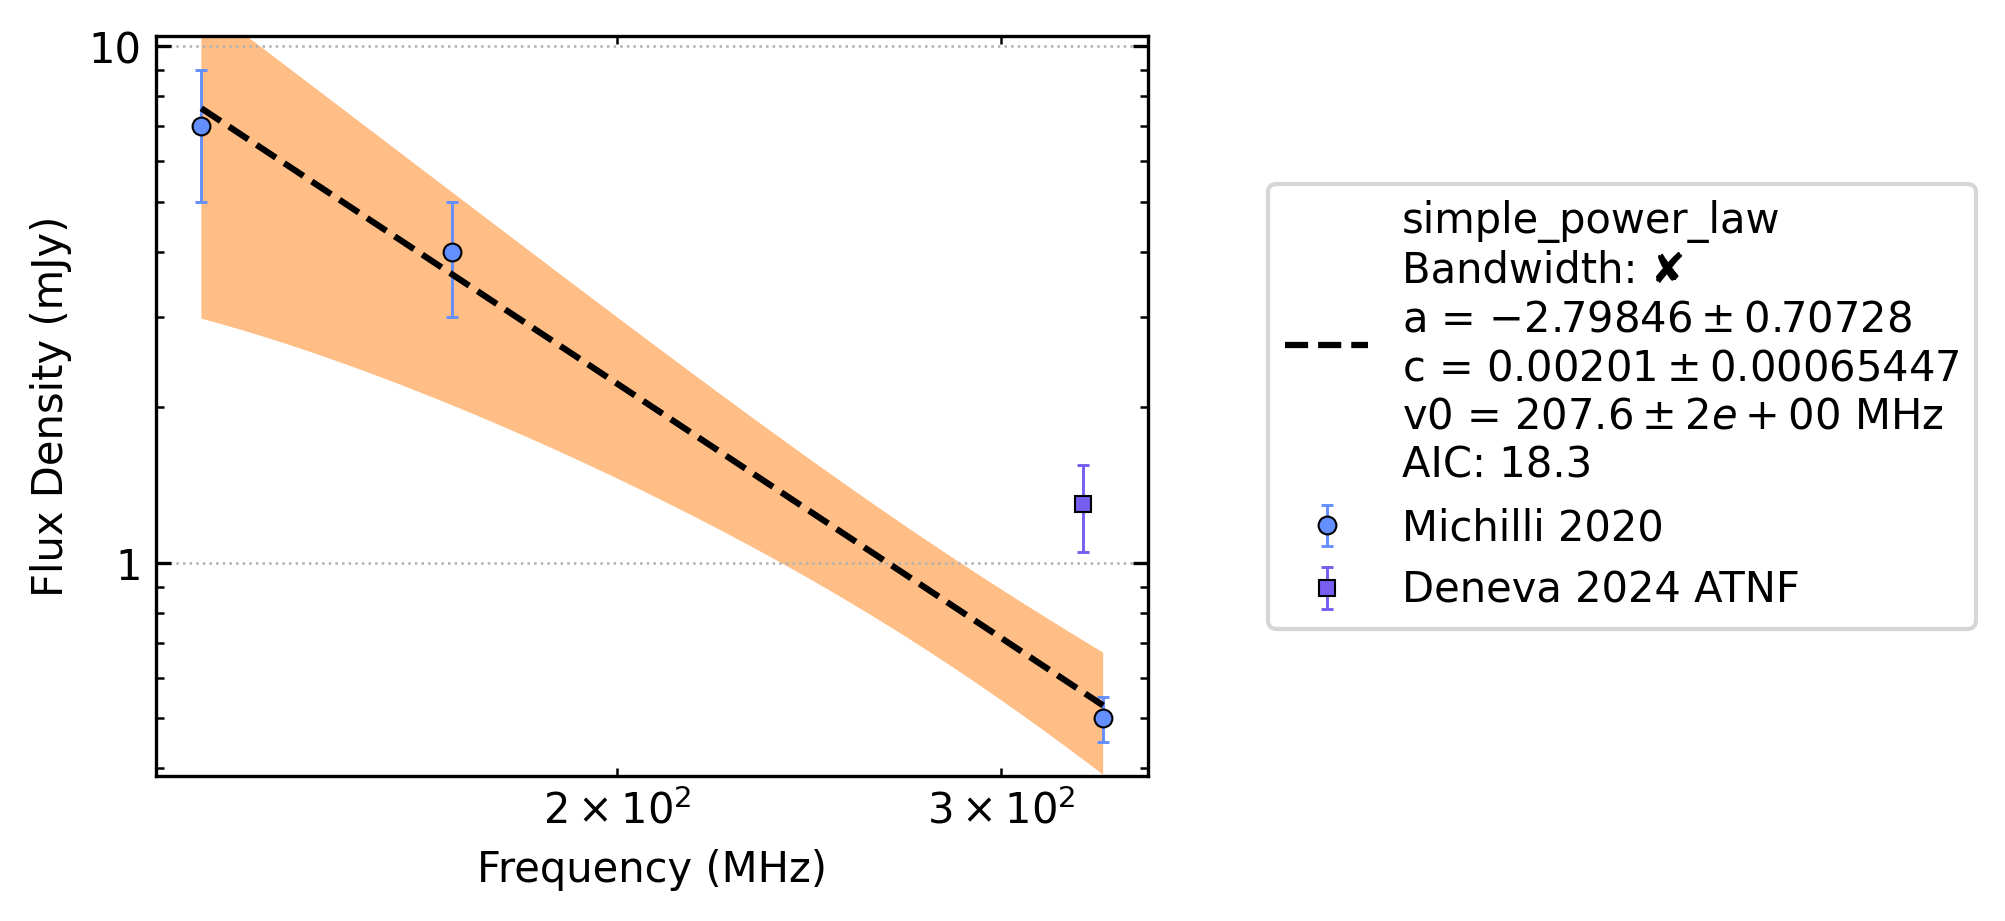 10
1
Flux Density (mJy)
2 × 10²
3 × 10²
Frequency (MHz)
simple_power_law
Bandwidth: ✘
a = −2.79846 ± 0.70728
c = 0.00201 ± 0.00065447
v0 = 207.6 ± 2e + 00 MHz
AIC: 18.3
Michilli 2020
Deneva 2024 ATNF